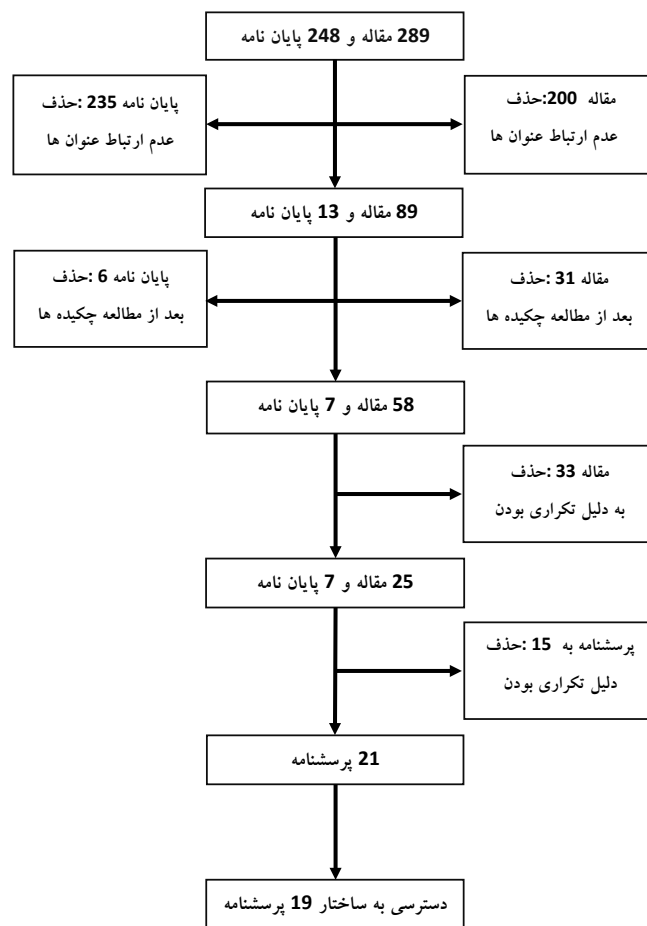 289 مقاله و 248 پایان نامه
مقاله 200:حذف
عدم ارتباط عنوان ها
پایان نامه 235 :حذف
عدم ارتباط عنوان ها
89 مقاله و 13 پایان نامه
مقاله 31 :حذف
بعد از مطالعه چکیده ها
پایان نامه 6 :حذف
بعد از مطالعه چکیده ها
58 مقاله و 7 پایان نامه
مقاله 33 :حذف
به دلیل تکراری بودن
25 مقاله و 7 پایان نامه
پرسشنامه به 15 :حذف
دلیل تکراری بودن
21 پرسشنامه
دسترسی به ساختار 19 پرسشنامه